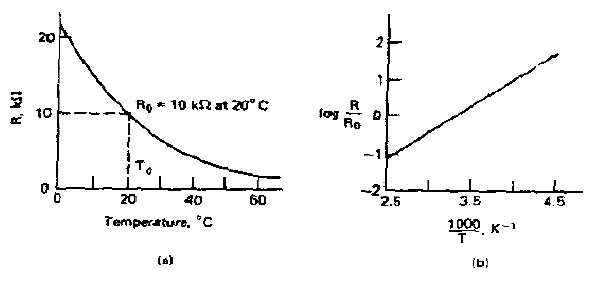 20
10
0
R, kΩ
R₀ = 10 kΩ at 20° C
T₀
0 20 40 60
Temperature, °C
(a)
2
1
0
−1
−2
log R/R₀
2.5 3.5 4.5
1000/T, K⁻¹
(b)